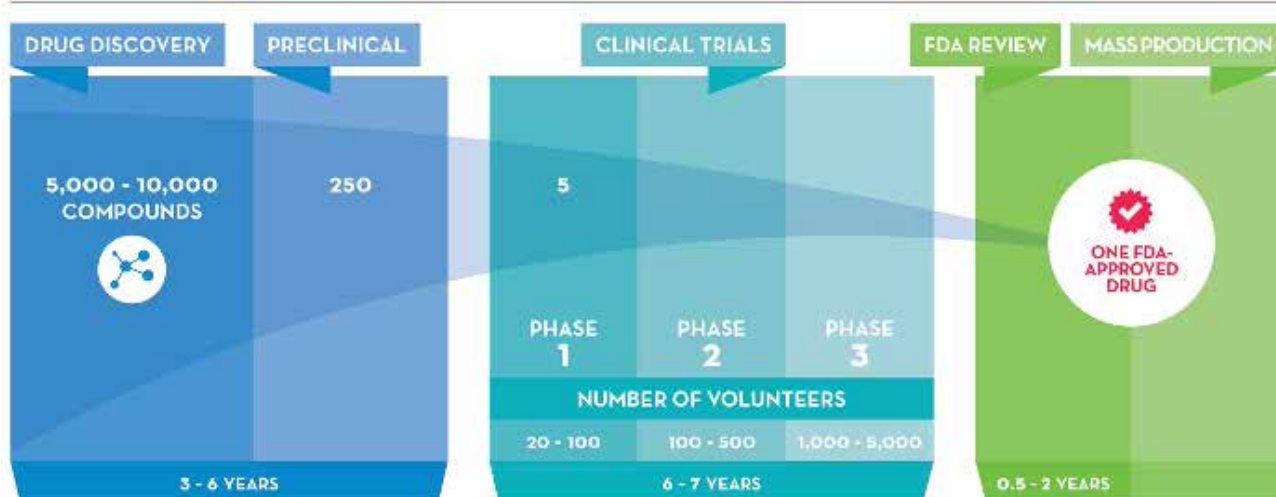 DRUG DISCOVERY
PRECLINICAL
CLINICAL TRIALS
FDA REVIEW
MASS PRODUCTION
5,000 - 10,000
COMPOUNDS
250
5
ONE FDA-
APPROVED
DRUG
PHASE
1
PHASE
2
PHASE
3
NUMBER OF VOLUNTEERS
20 - 100
100 - 500
1,000 - 5,000
3 - 6 YEARS
6 - 7 YEARS
0.5 - 2 YEARS